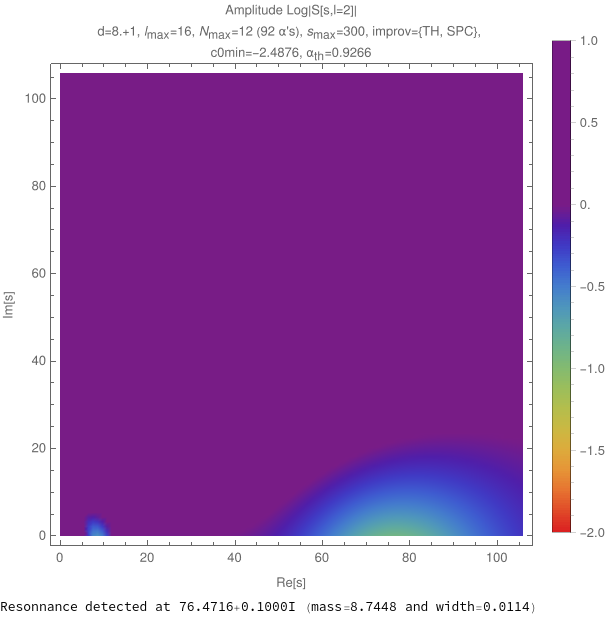 Amplitude Log|S[s,l=2]|
d=8.+1, lmax=16, Nmax=12 (92 α's), smax=300, improv={TH, SPC},
c0min=−2.4876, αth=0.9266
1.0
100
0.5
80
0.
60
Im[s]
−0.5
40
−1.0
20
−1.5
0
−2.0
0 20 40 60 80 100
Re[s]
Resonnance detected at 76.4716+0.1000I (mass=8.7448 and width=0.0114)